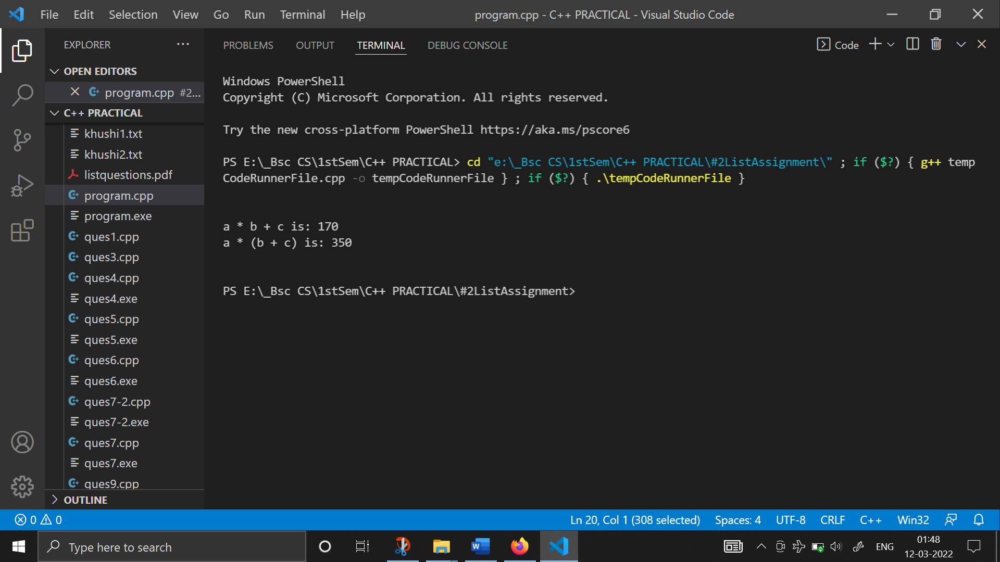 File Edit Selection View Go Run Terminal Help
program.cpp - C++ PRACTICAL - Visual Studio Code
EXPLORER ...
OPEN EDITORS
program.cpp #2...
C++ PRACTICAL
khushi1.txt
khushi2.txt
listquestions.pdf
program.cpp
program.exe
ques1.cpp
ques3.cpp
ques4.cpp
ques4.exe
ques5.cpp
ques5.exe
ques6.cpp
ques6.exe
ques7-2.cpp
ques7-2.exe
ques7.cpp
ques7.exe
ques9.cpp
OUTLINE
PROBLEMS OUTPUT TERMINAL DEBUG CONSOLE
Code
Windows PowerShell
Copyright (C) Microsoft Corporation. All rights reserved.
Try the new cross-platform PowerShell https://aka.ms/pscore6
PS E:\_Bsc CS\1stSem\C++ PRACTICAL> cd "e:\_Bsc CS\1stSem\C++ PRACTICAL\#2ListAssignment\" ; if ($?) { g++ temp
CodeRunnerFile.cpp -o tempCodeRunnerFile } ; if ($?) { .\tempCodeRunnerFile }
a * b + c is: 170
a * (b + c) is: 350
PS E:\_Bsc CS\1stSem\C++ PRACTICAL\#2ListAssignment>
0 0
Ln 20, Col 1 (308 selected) Spaces: 4 UTF-8 CRLF C++ Win32
Type here to search
ENG
01:48
12-03-2022